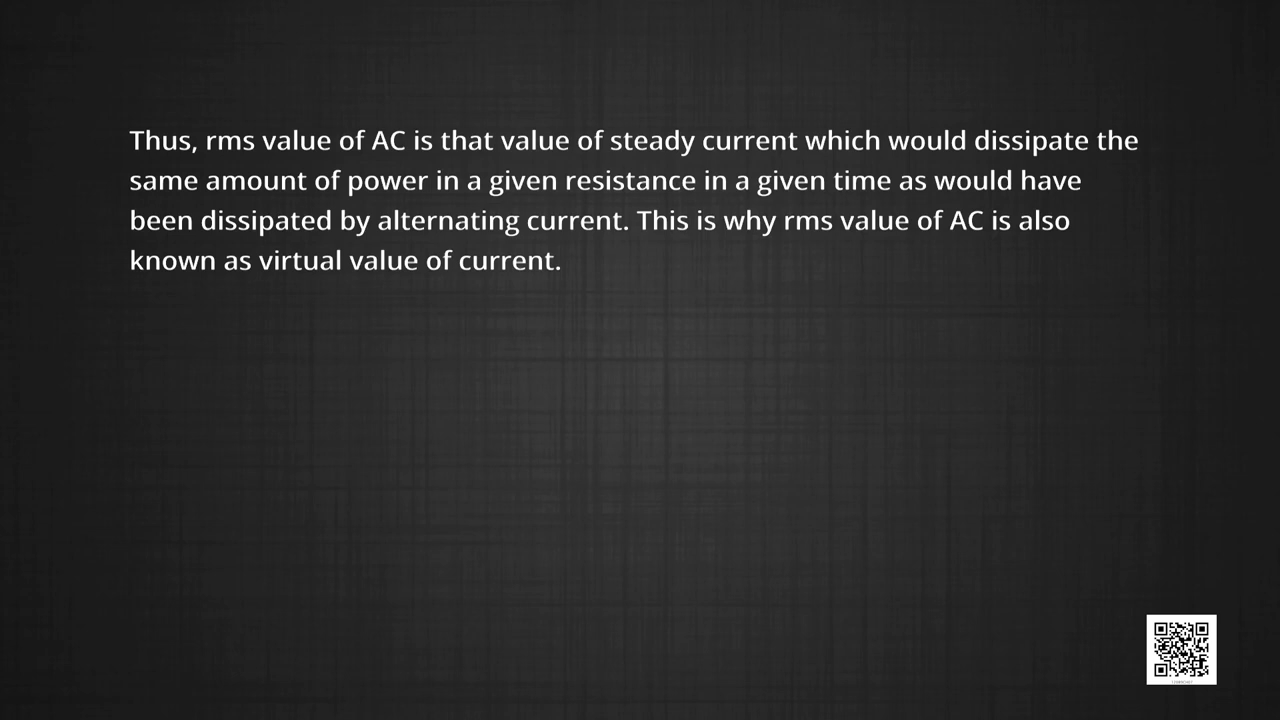 Thus, rms value of AC is that value of steady current which would dissipate the
same amount of power in a given resistance in a given time as would have
been dissipated by alternating current. This is why rms value of AC is also
known as virtual value of current.